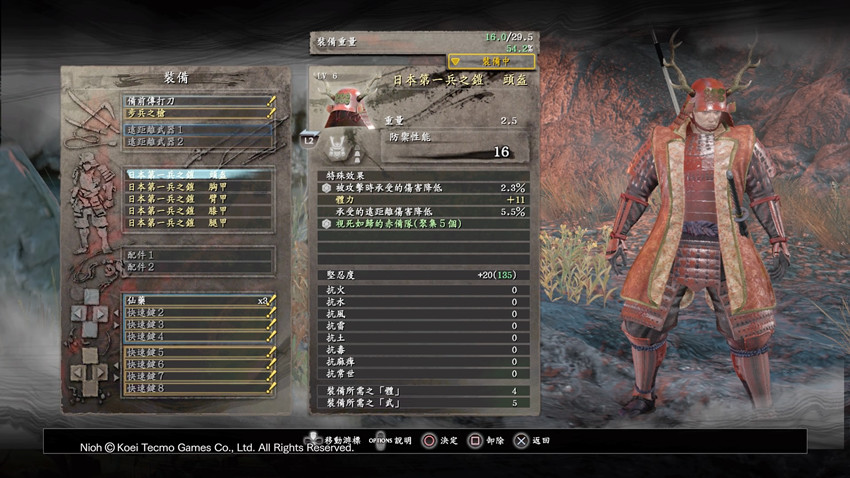 裝備
備前傳打刀
步兵之槍
遠距離武器1
遠距離武器2
日本第一兵之鎧 頭盔
日本第一兵之鎧 胸甲
日本第一兵之鎧 臂甲
日本第一兵之鎧 膝甲
日本第一兵之鎧 腿甲
配件1
配件2
仙藥 x3
快速鍵2
快速鍵3
快速鍵4
快速鍵5
快速鍵6
快速鍵7
快速鍵8
裝備重量 16.0/29.5
54.2%
裝備中
LV 6
日本第一兵之鎧 頭盔
重量 2.5
防禦性能
16
L2
特殊效果
被攻擊時承受的傷害降低 2.3%
體力 +11
承受的遠距離傷害降低 5.5%
視死如歸的赤備隊(聚集5個)
堅忍度 +20(135)
抗火 0
抗水 0
抗風 0
抗雷 0
抗土 0
抗毒 0
抗麻痺 0
抗常世 0
裝備所需之「體」 4
裝備所需之「武」 5
移動游標 OPTIONS 說明 決定 卸除 返回
Nioh © Koei Tecmo Games Co., Ltd. All Rights Reserved.